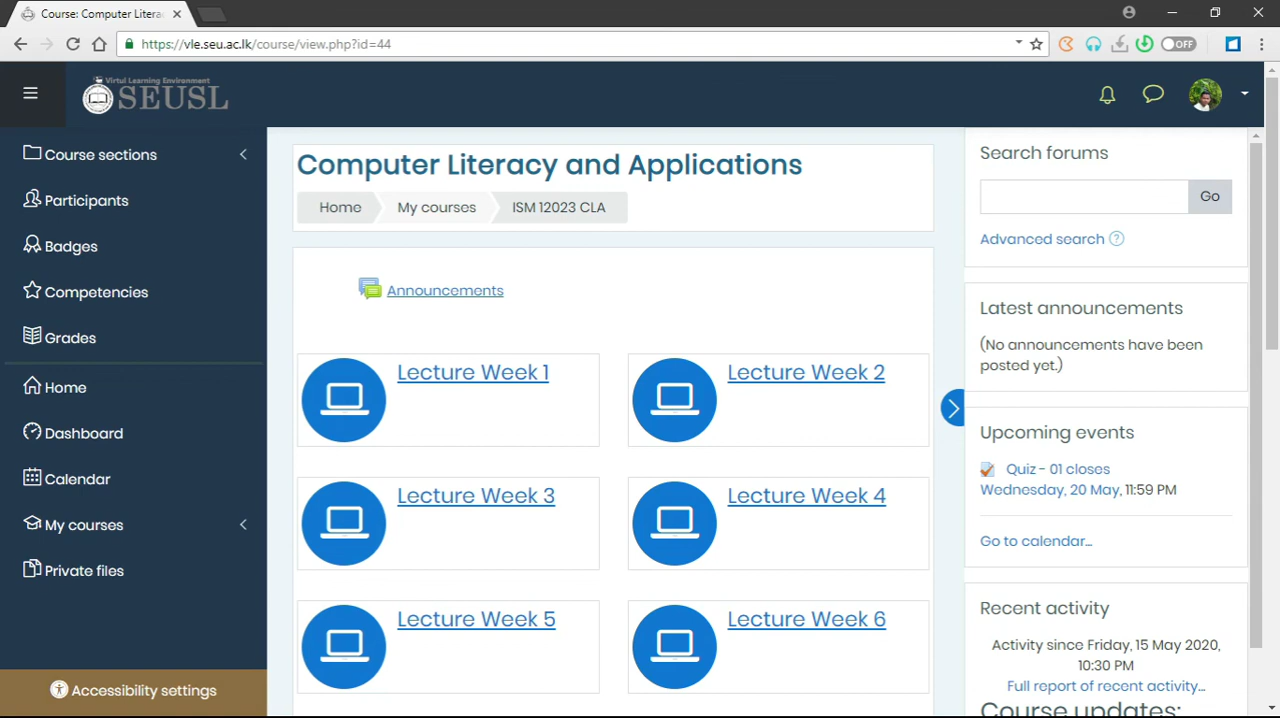 Course: Computer Litera
https://vle.seu.ac.lk/course/view.php?id=44
OFF
Virtul Learning Environment
SEUSL
Course sections
Participants
Badges
Competencies
Grades
Home
Dashboard
Calendar
My courses
Private files
Accessibility settings
Computer Literacy and Applications
Home
My courses
ISM 12023 CLA
Announcements
Lecture Week 1
Lecture Week 2
Lecture Week 3
Lecture Week 4
Lecture Week 5
Lecture Week 6
Search forums
Go
Advanced search
Latest announcements
(No announcements have been
posted yet.)
Upcoming events
Quiz - 01 closes
Wednesday, 20 May, 11:59 PM
Go to calendar...
Recent activity
Activity since Friday, 15 May 2020,
10:30 PM
Full report of recent activity...
Course updates: